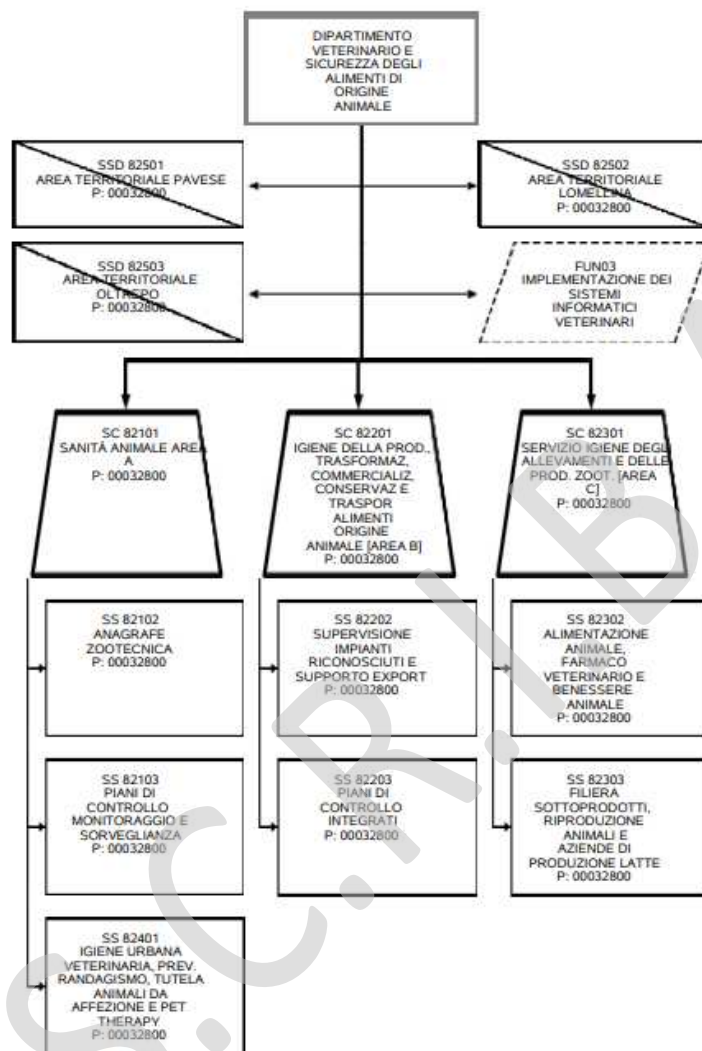 DIPARTIMENTO
VETERINARIO E
SICUREZZA DEGLI
ALIMENTI DI
ORIGINE
ANIMALE
SSD 82501
AREA TERRITORIALE PAVESE
P: 00032800
SSD 82502
AREA TERRITORIALE
LOMELLINA
P: 00032800
SSD 82503
AREA TERRITORIALE
OLTREPO
P: 00032800
FUN03
IMPLEMENTAZIONE DEI
SISTEMI
INFORMATICI
VETERINARI
SC 82101
SANITÀ ANIMALE AREA
A
P: 00032800
SC 82201
IGIENE DELLA PROD.,
TRASFORMAZ,
COMMERCIALIZ,
CONSERVAZ E
TRASPOR
ALIMENTI
ORIGINE
ANIMALE [AREA B]
P: 00032800
SC 82301
SERVIZIO IGIENE DEGLI
ALLEVAMENTI E DELLE
PROD. ZOOT. [AREA
C]
P: 00032800
SS 82102
ANAGRAFE
ZOOTECNICA
P: 00032800
SS 82202
SUPERVISIONE
IMPIANTI
RICONOSCIUTI E
SUPPORTO EXPORT
P: 00032800
SS 82302
ALIMENTAZIONE
ANIMALE,
FARMACO
VETERINARIO E
BENESSERE
ANIMALE
P: 00032800
SS 82103
PIANI DI
CONTROLLO
MONITORAGGIO E
SORVEGLIANZA
P: 00032800
SS 82203
PIANI DI
CONTROLLO
INTEGRATI
P: 00032800
SS 82303
FILIERA
SOTTOPRODOTTI,
RIPRODUZIONE
ANIMALI E
AZIENDE DI
PRODUZIONE LATTE
P: 00032800
SS 82401
IGIENE URBANA
VETERINARIA, PREV.
RANDAGISMO, TUTELA
ANIMALI DA
AFFEZIONE E PET
THERAPY
P: 00032800